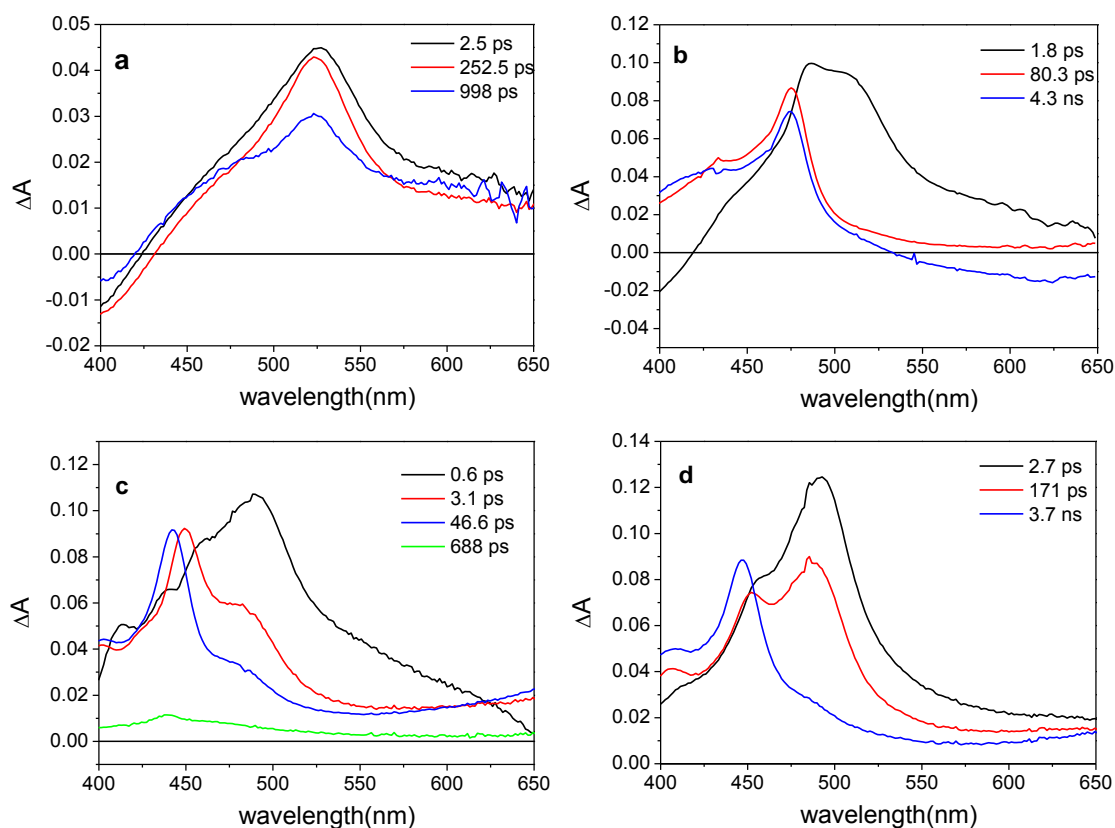 a
2.5 ps
252.5ps
998 ps
0.05
0.04
0.03
0.02
0.01
0.00
-0.01
-0.02
ΔA
400 450 500 550 600 650
wavelength(nm)
b
1.8 ps
80.3 ps
4.3 ns
0.12
0.10
0.08
0.06
0.04
0.02
0.00
-0.02
-0.04
ΔA
400 450 500 550 600 650
wavelength(nm)
c
0.6 ps
3.1 ps
46.6 ps
688 ps
0.12
0.10
0.08
0.06
0.04
0.02
0.00
ΔA
400 450 500 550 600 650
wavelength(nm)
d
2.7 ps
171 ps
3.7 ns
0.14
0.12
0.10
0.08
0.06
0.04
0.02
0.00
ΔA
400 450 500 550 600 650
wavelength(nm)